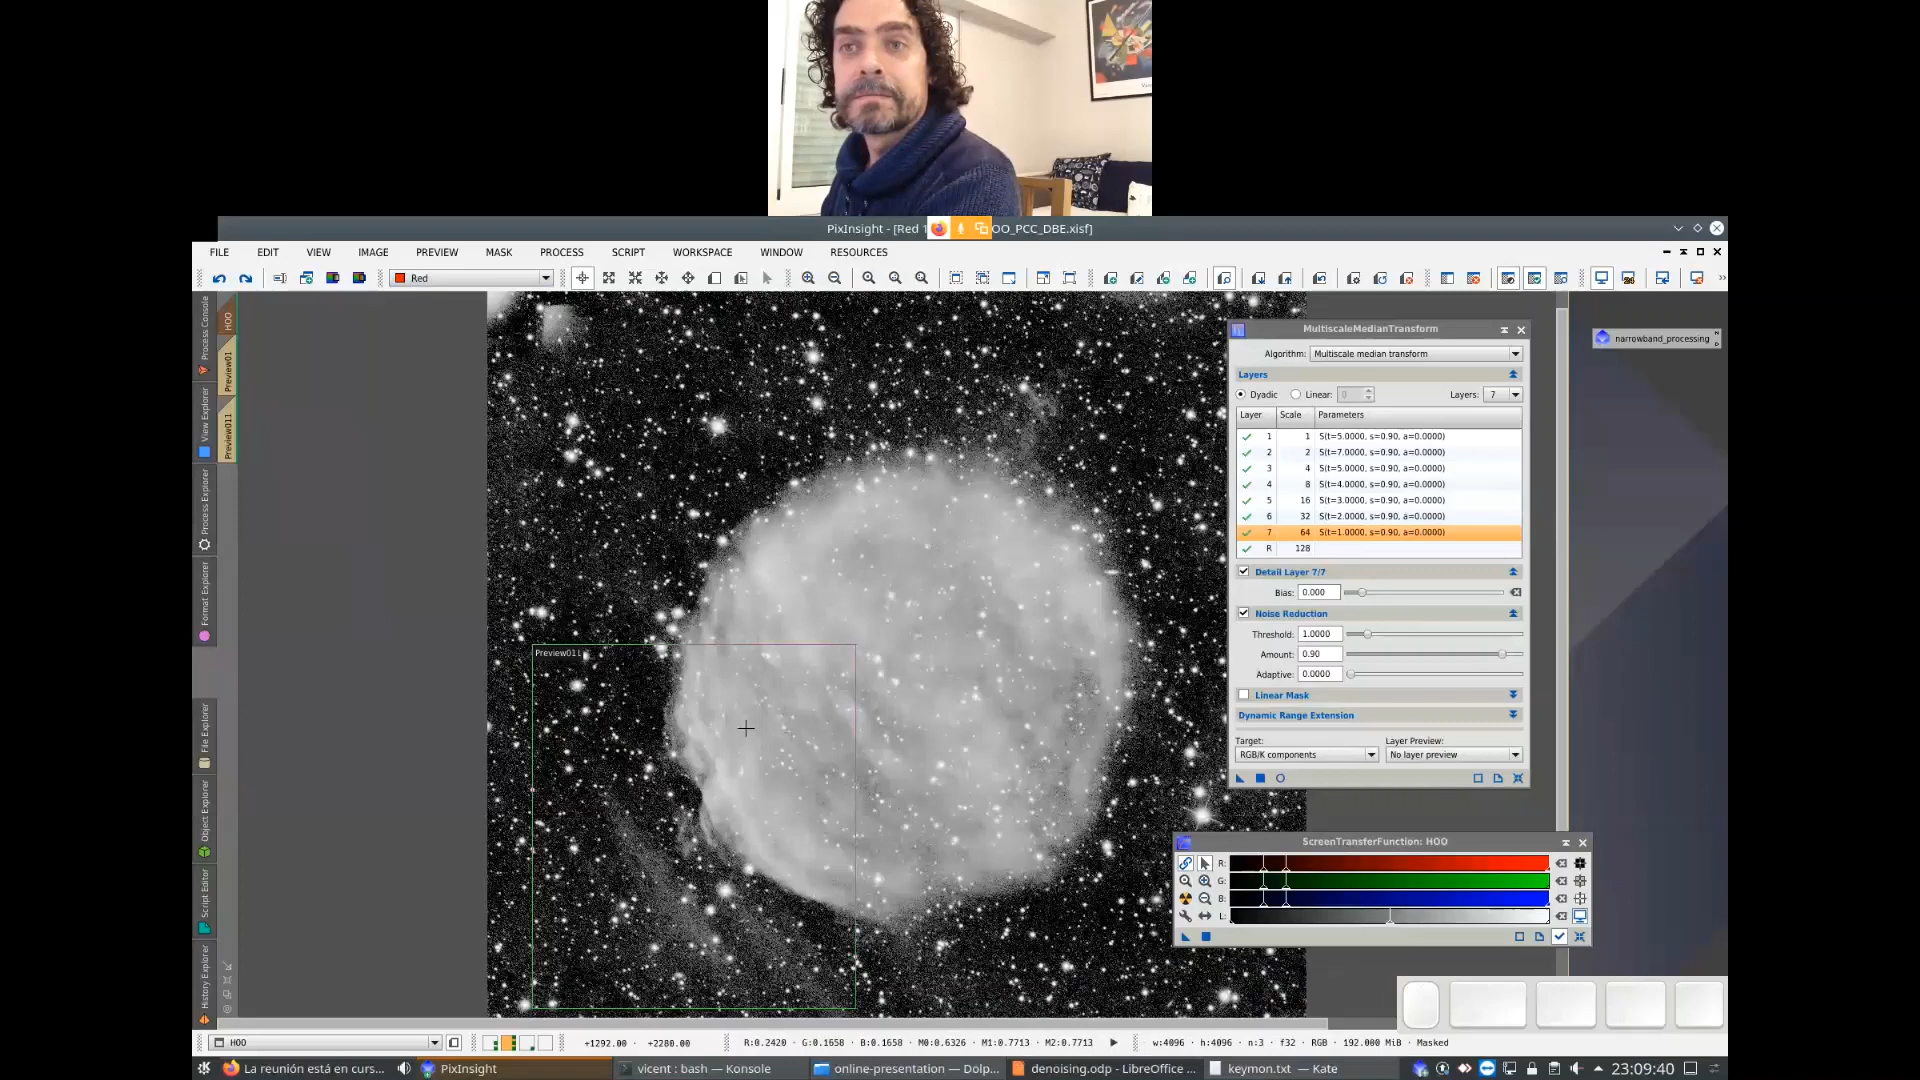 PixInsight - [Red 1 OO_PCC_DBE.xisf]
FILE EDIT VIEW IMAGE PREVIEW MASK PROCESS SCRIPT WORKSPACE WINDOW RESOURCES
Red
Process Console
View Explorer
Process Explorer
Format Explorer
File Explorer
Object Explorer
Script Editor
History Explorer
HOO
Preview01
Preview011
Preview011
narrowband_processing
MultiscaleMedianTransform
Algorithm: Multiscale median transform
Layers
Dyadic Linear: 0 Layers: 7
Layer Scale Parameters
1 1 S(t=5.0000, s=0.90, a=0.0000)
2 2 S(t=7.0000, s=0.90, a=0.0000)
3 4 S(t=5.0000, s=0.90, a=0.0000)
4 8 S(t=4.0000, s=0.90, a=0.0000)
5 16 S(t=3.0000, s=0.90, a=0.0000)
6 32 S(t=2.0000, s=0.90, a=0.0000)
7 64 S(t=1.0000, s=0.90, a=0.0000)
R 128
Detail Layer 7/7
Bias: 0.000
Noise Reduction
Threshold: 1.0000
Amount: 0.90
Adaptive: 0.0000
Linear Mask
Dynamic Range Extension
Target: Layer Preview:
RGB/K components No layer preview
ScreenTransferFunction: HOO
R:
G:
B:
L:
HOO +1292.00 +2280.00 R:0.2420 · G:0.1658 · B:0.1658 · M0:0.6326 · M1:0.7713 · M2:0.7713 w:4096 · h:4096 · n:3 · f32 · RGB · 192.000 MiB · Masked
La reunión está en curs... PixInsight vicent : bash — Konsole online-presentation — Dolp... denoising.odp - LibreOffice ... keymon.txt — Kate 23:09:40